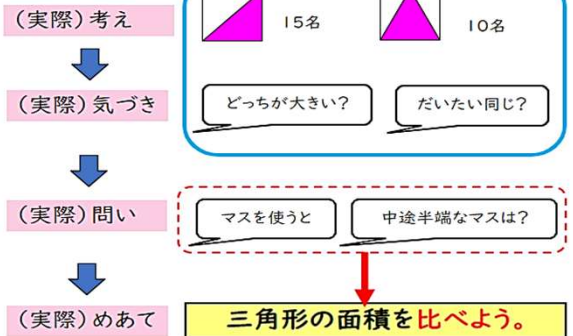 (実際)考え
15名
10名
(実際)気づき
どっちが大きい?
だいたい同じ?
(実際)問い
マスを使うと
中途半端なマスは?
(実際)めあて
三角形の面積を比べよう。